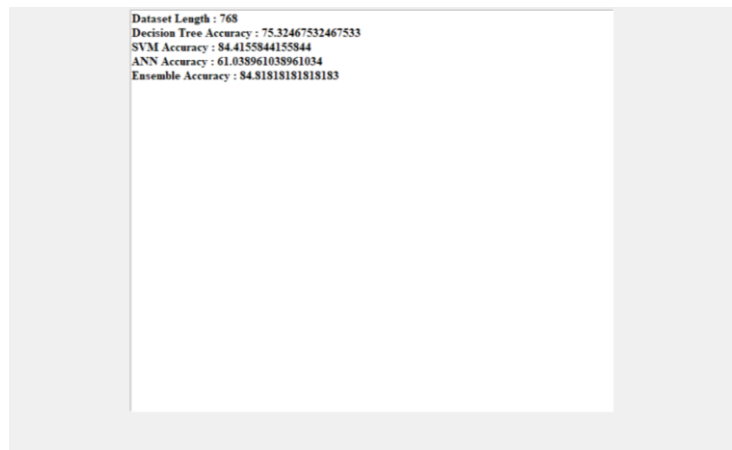 Dataset Length : 768
Decision Tree Accuracy : 75.32467532467533
SVM Accuracy : 84.4155844155844
ANN Accuracy : 61.038961038961034
Ensemble Accuracy : 84.81818181818183